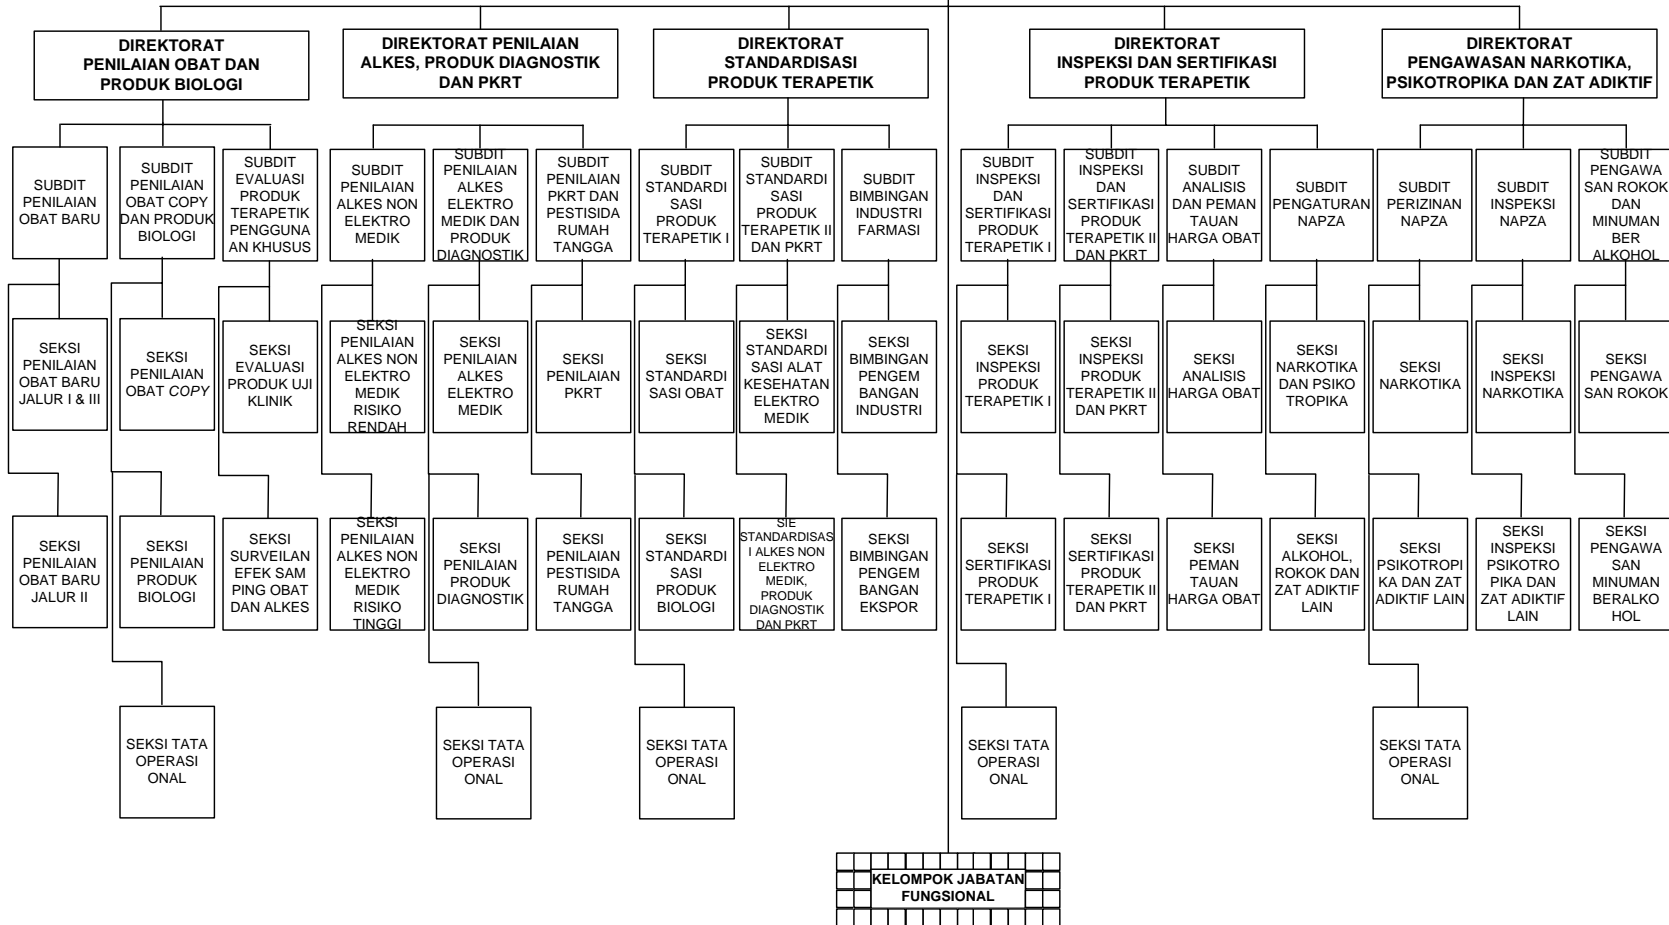 DIREKTORAT
PENILAIAN OBAT DAN
PRODUK BIOLOGI
DIREKTORAT PENILAIAN
ALKES, PRODUK DIAGNOSTIK
DAN PKRT
DIREKTORAT
STANDARDISASI
PRODUK TERAPETIK
DIREKTORAT
INSPEKSI DAN SERTIFIKASI
PRODUK TERAPETIK
DIREKTORAT
PENGAWASAN NARKOTIKA,
PSIKOTROPIKA DAN ZAT ADIKTIF
SUBDIT
PENILAIAN
OBAT BARU
SUBDIT
PENILAIAN
OBAT COPY
DAN PRODUK
BIOLOGI
SUBDIT
EVALUASI
PRODUK
TERAPETIK
PENGGUNA
AN KHUSUS
SUBDIT
PENILAIAN
ALKES NON
ELEKTRO
MEDIK
SUBDIT
PENILAIAN
ALKES
ELEKTRO
MEDIK DAN
PRODUK
DIAGNOSTIK
SUBDIT
PENILAIAN
PKRT DAN
PESTISIDA
RUMAH
TANGGA
SUBDIT
STANDARDI
SASI
PRODUK
TERAPETIK I
SUBDIT
STANDARDI
SASI
PRODUK
TERAPETIK II
DAN PKRT
SUBDIT
BIMBINGAN
INDUSTRI
FARMASI
SUBDIT
INSPEKSI
DAN
SERTIFIKASI
PRODUK
TERAPETIK I
SUBDIT
INSPEKSI
DAN
SERTIFIKASI
PRODUK
TERAPETIK II
DAN PKRT
SUBDIT
ANALISIS
DAN PEMAN
TAUAN
HARGA OBAT
SUBDIT
PENGATURAN
NAPZA
SUBDIT
PERIZINAN
NAPZA
SUBDIT
INSPEKSI
NAPZA
SUBDIT
PENGAWA
SAN ROKOK
DAN
MINUMAN
BER
ALKOHOL
SEKSI
PENILAIAN
OBAT BARU
JALUR I & III
SEKSI
PENILAIAN
OBAT COPY
SEKSI
EVALUASI
PRODUK UJI
KLINIK
SEKSI
PENILAIAN
ALKES NON
ELEKTRO
MEDIK
RISIKO
RENDAH
SEKSI
PENILAIAN
ALKES
ELEKTRO
MEDIK
SEKSI
PENILAIAN
PKRT
SEKSI
STANDARDI
SASI OBAT
SEKSI
STANDARDI
SASI ALAT
KESEHATAN
ELEKTRO
MEDIK
SEKSI
BIMBINGAN
PENGEM
BANGAN
INDUSTRI
SEKSI
INSPEKSI
PRODUK
TERAPETIK I
SEKSI
INSPEKSI
PRODUK
TERAPETIK II
DAN PKRT
SEKSI
ANALISIS
HARGA OBAT
SEKSI
NARKOTIKA
DAN PSIKO
TROPIKA
SEKSI
NARKOTIKA
SEKSI
INSPEKSI
NARKOTIKA
SEKSI
PENGAWA
SAN ROKOK
SEKSI
PENILAIAN
OBAT BARU
JALUR II
SEKSI
PENILAIAN
PRODUK
BIOLOGI
SEKSI
SURVEILAN
EFEK SAM
PING OBAT
DAN ALKES
SEKSI
PENILAIAN
ALKES NON
ELEKTRO
MEDIK
RISIKO
TINGGI
SEKSI
PENILAIAN
PRODUK
DIAGNOSTIK
SEKSI
PENILAIAN
PESTISIDA
RUMAH
TANGGA
SEKSI
STANDARDI
SASI
PRODUK
BIOLOGI
SIE
STANDARDISAS
I ALKES NON
ELEKTRO
MEDIK,
PRODUK
DIAGNOSTIK
DAN PKRT
SEKSI
BIMBINGAN
PENGEM
BANGAN
EKSPOR
SEKSI
SERTIFIKASI
PRODUK
TERAPETIK I
SEKSI
SERTIFIKASI
PRODUK
TERAPETIK II
DAN PKRT
SEKSI
PEMAN
TAUAN
HARGA OBAT
SEKSI
ALKOHOL,
ROKOK DAN
ZAT ADIKTIF
LAIN
SEKSI
PSIKOTROPI
KA DAN ZAT
ADIKTIF LAIN
SEKSI
INSPEKSI
PSIKOTRO
PIKA DAN
ZAT ADIKTIF
LAIN
SEKSI
PENGAWA
SAN
MINUMAN
BERALKO
HOL
SEKSI TATA
OPERASI
ONAL
SEKSI TATA
OPERASI
ONAL
SEKSI TATA
OPERASI
ONAL
SEKSI TATA
OPERASI
ONAL
SEKSI TATA
OPERASI
ONAL
KELOMPOK JABATAN
FUNGSIONAL